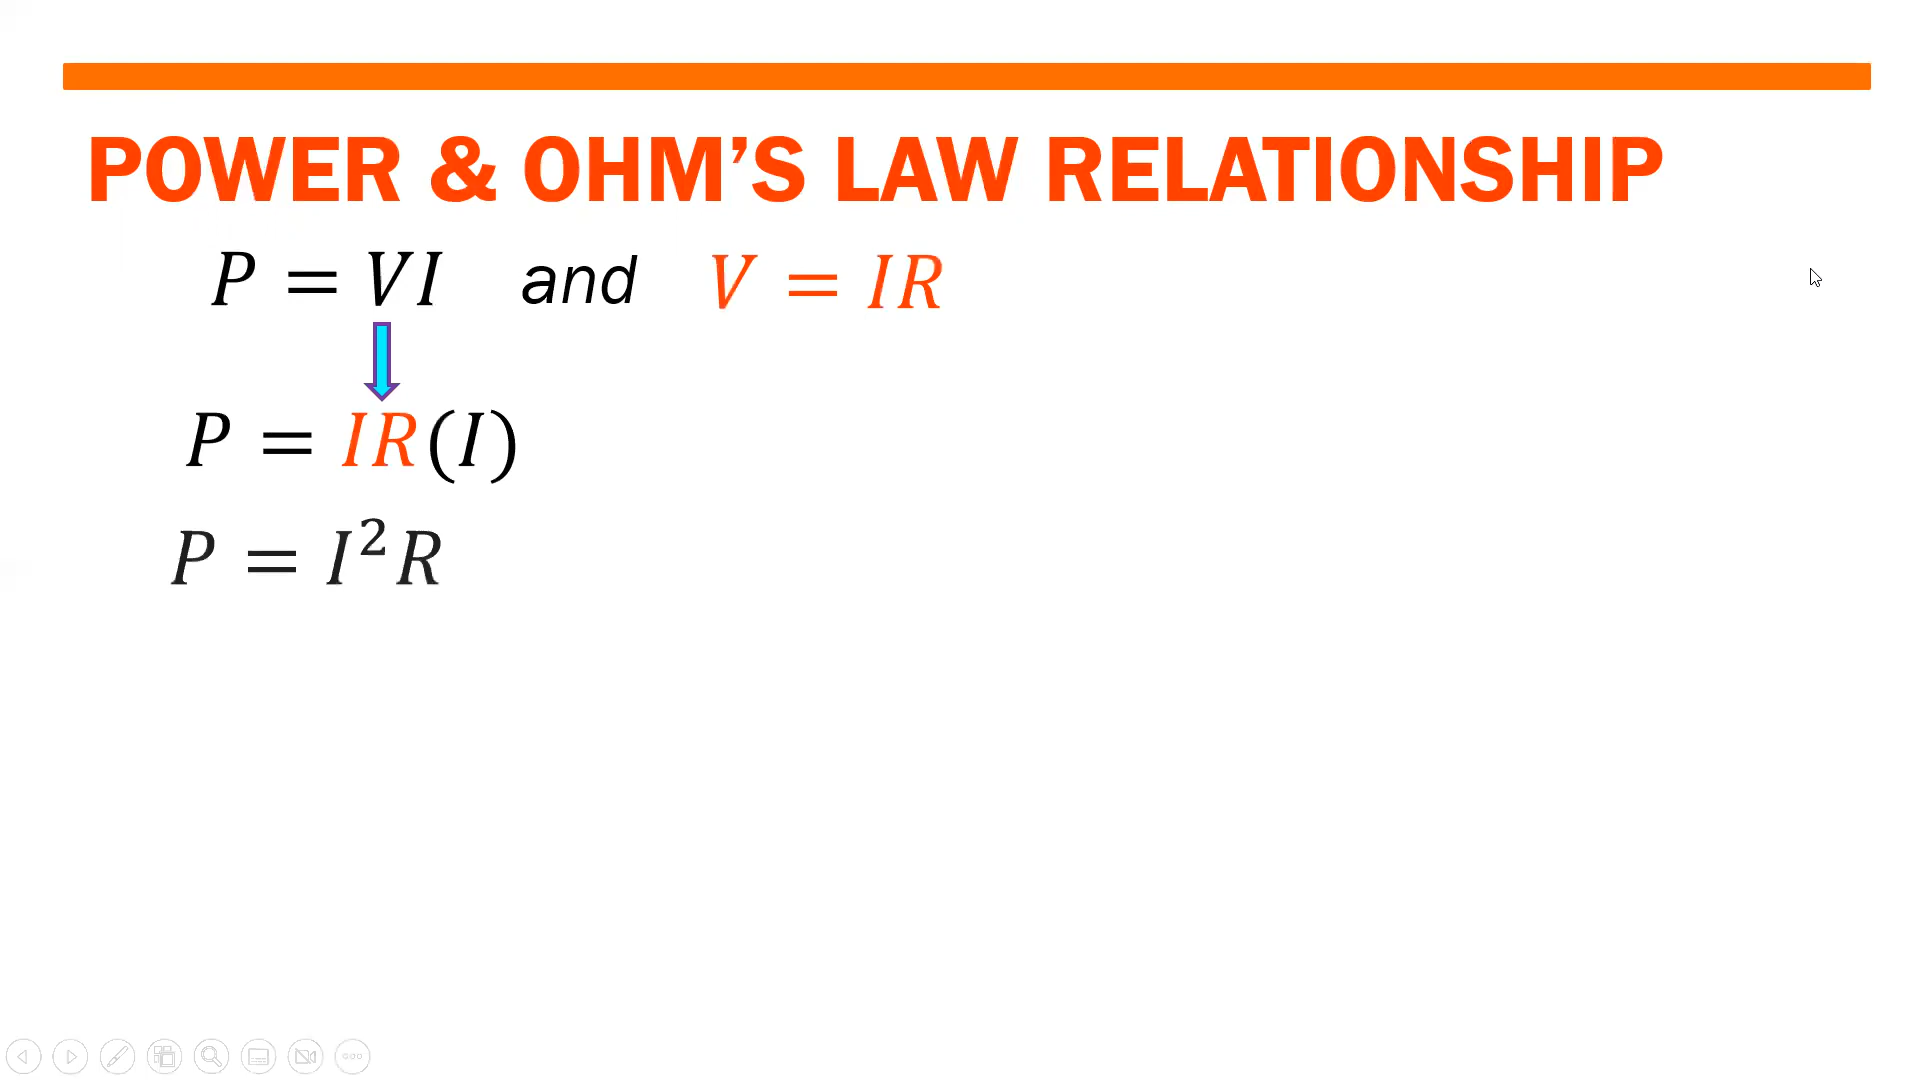 POWER & OHM’S LAW RELATIONSHIP
P = VI and V = IR
P = IR(I)
P = I²R